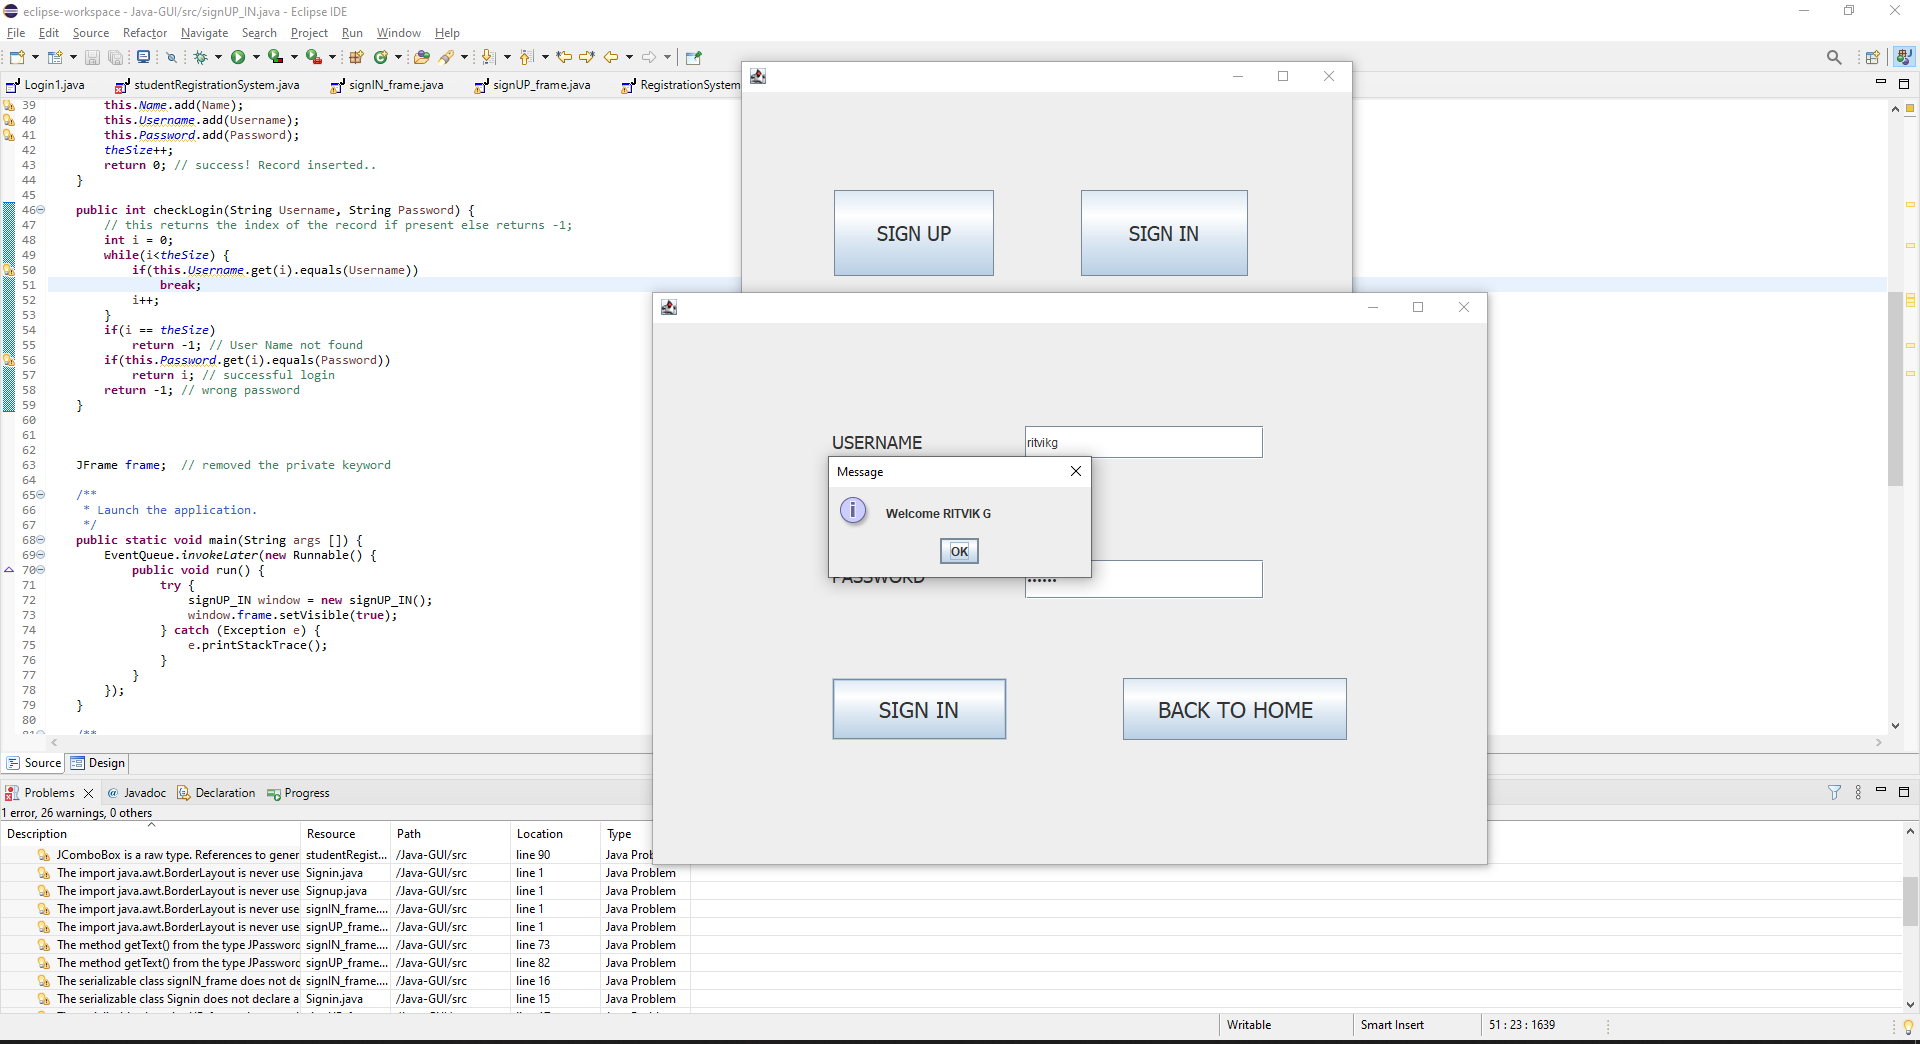 eclipse-workspace - Java-GUI/src/signUP_IN.java - Eclipse IDE
File Edit Source Refactor Navigate Search Project Run Window Help
Login1.java studentRegistrationSystem.java signIN_frame.java signUP_frame.java RegistrationSystem
39 this.Name.add(Name);
40 this.Username.add(Username);
41 this.Password.add(Password);
42 theSize++;
43 return 0; // success! Record inserted..
44 }
45
46 public int checkLogin(String Username, String Password) {
47 // this returns the index of the record if present else returns -1;
48 int i = 0;
49 while(i<theSize) {
50 if(this.Username.get(i).equals(Username))
51 break;
52 i++;
53 }
54 if(i == theSize)
55 return -1; // User Name not found
56 if(this.Password.get(i).equals(Password))
57 return i; // successful login
58 return -1; // wrong password
59 }
60
61
62
63 JFrame frame; // removed the private keyword
64
65 /**
66 * Launch the application.
67 */
68 public static void main(String args []) {
69 EventQueue.invokeLater(new Runnable() {
70 public void run() {
71 try {
72 signUP_IN window = new signUP_IN();
73 window.frame.setVisible(true);
74 } catch (Exception e) {
75 e.printStackTrace();
76 }
77 }
78 });
79 }
80
81 /**
SIGN UP SIGN IN
USERNAME ritvikg
Message
i Welcome RITVIK G
OK
PASSWORD ••••••
SIGN IN BACK TO HOME
Source Design
Problems @ Javadoc Declaration Progress
1 error, 26 warnings, 0 others
Description Resource Path Location Type
JComboBox is a raw type. References to gener studentRegist... /Java-GUI/src line 90 Java Prob
The import java.awt.BorderLayout is never use Signin.java /Java-GUI/src line 1 Java Problem
The import java.awt.BorderLayout is never use Signup.java /Java-GUI/src line 1 Java Problem
The import java.awt.BorderLayout is never use signIN_frame.... /Java-GUI/src line 1 Java Problem
The import java.awt.BorderLayout is never use signUP_frame... /Java-GUI/src line 1 Java Problem
The method getText() from the type JPassword signIN_frame.... /Java-GUI/src line 73 Java Problem
The method getText() from the type JPassword signUP_frame... /Java-GUI/src line 82 Java Problem
The serializable class signIN_frame does not de signIN_frame.... /Java-GUI/src line 16 Java Problem
The serializable class Signin does not declare a Signin.java /Java-GUI/src line 15 Java Problem
Writable Smart Insert 51 : 23 : 1639